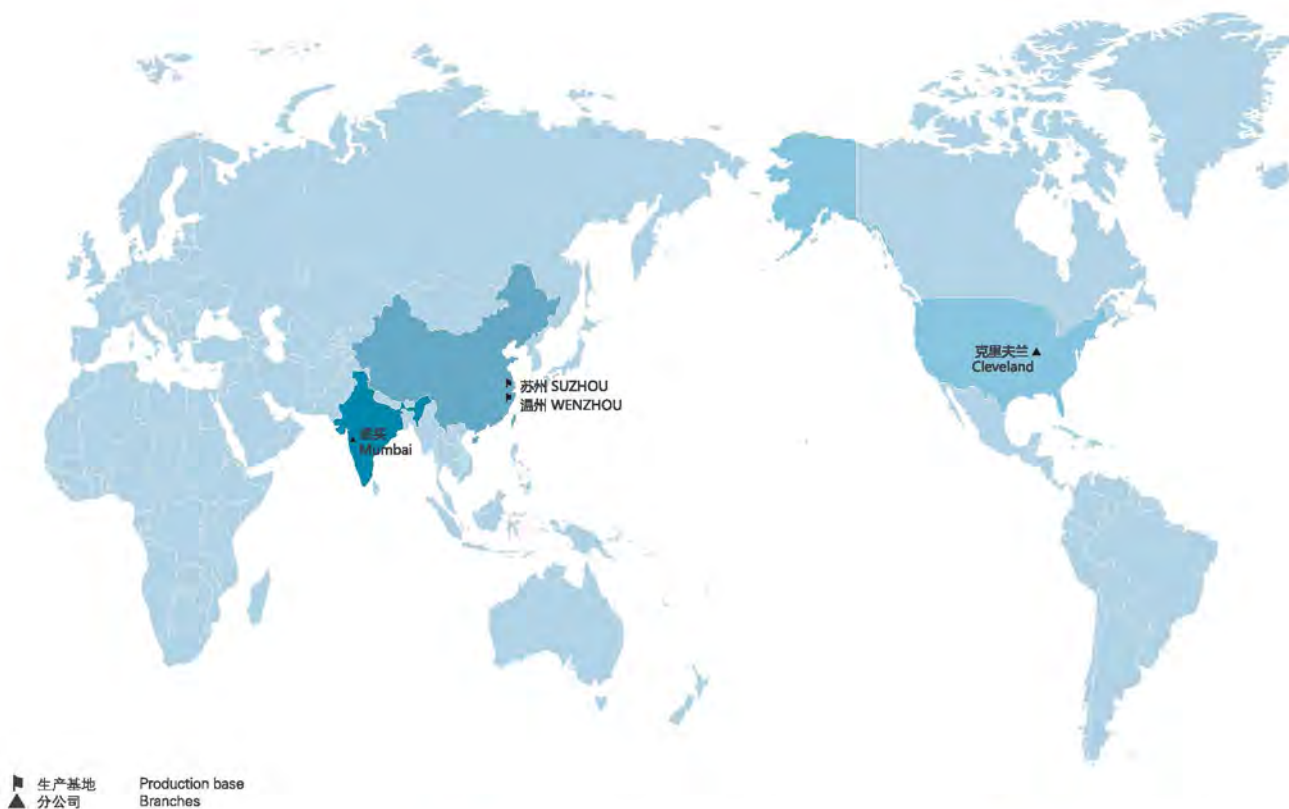 克里夫兰
Cleveland
苏州 SUZHOU
温州 WENZHOU
孟买
Mumbai
生产基地 Production base
分公司 Branches